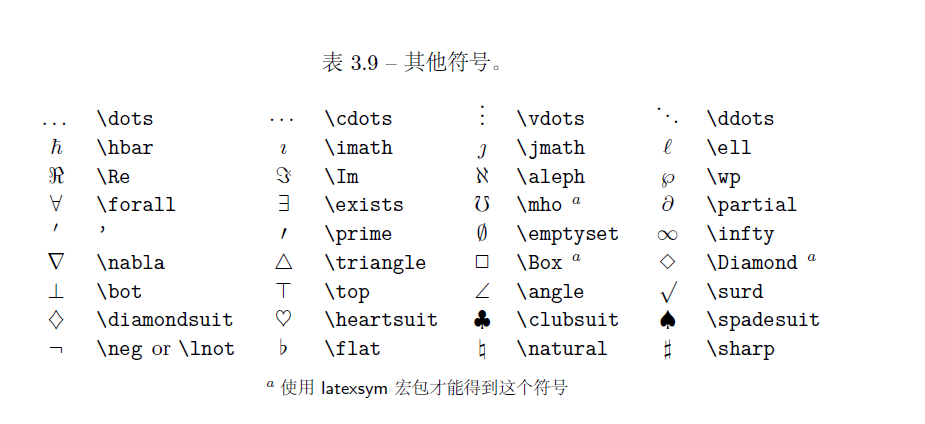 表 3.9 – 其他符号。
… \dots ⋯ \cdots ⋮ \vdots ⋱ \ddots
ℏ \hbar ı \imath ȷ \jmath ℓ \ell
ℜ \Re ℑ \Im ℵ \aleph ℘ \wp
∀ \forall ∃ \exists ℧ \mho a ∂ \partial
′ ' ′ \prime ∅ \emptyset ∞ \infty
∇ \nabla △ \triangle □ \Box a ◇ \Diamond a
⊥ \bot ⊤ \top ∠ \angle √ \surd
♢ \diamondsuit ♡ \heartsuit ♣ \clubsuit ♠ \spadesuit
¬ \neg or \lnot ♭ \flat ♮ \natural ♯ \sharp
a 使用 latexsym 宏包才能得到这个符号